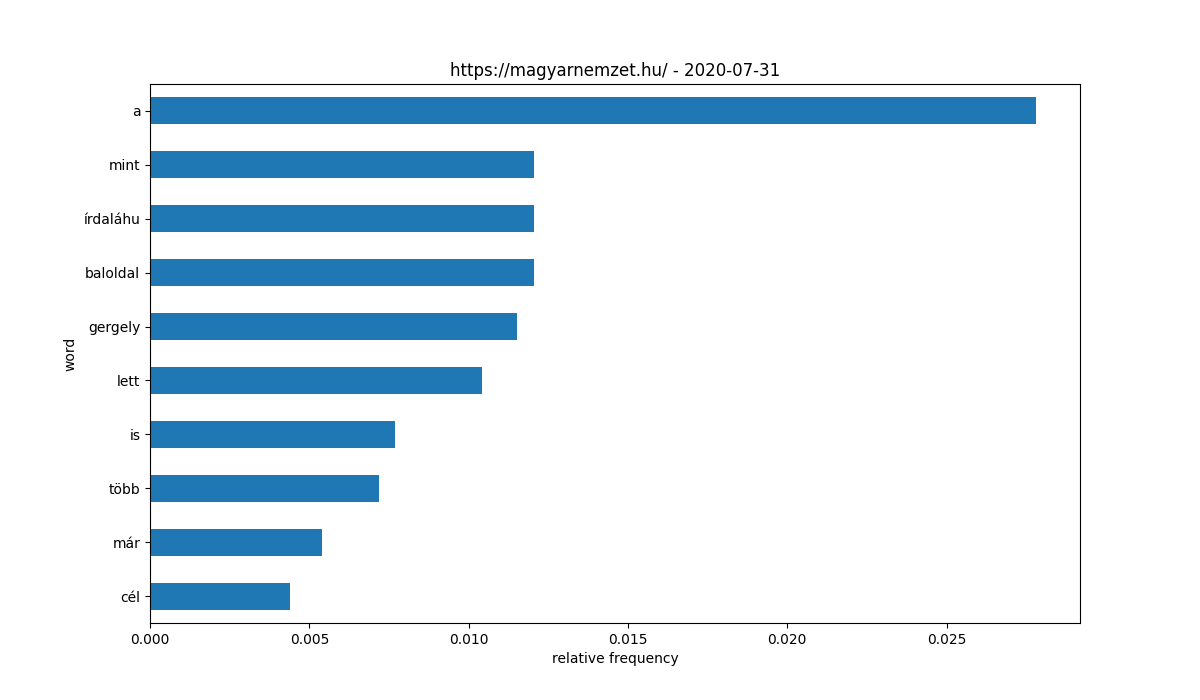 https://magyarnemzet.hu/ - 2020-07-31
a
mint
írdaláhu
baloldal
gergely
lett
is
több
már
cél
word
0.000 0.005 0.010 0.015 0.020 0.025
relative frequency